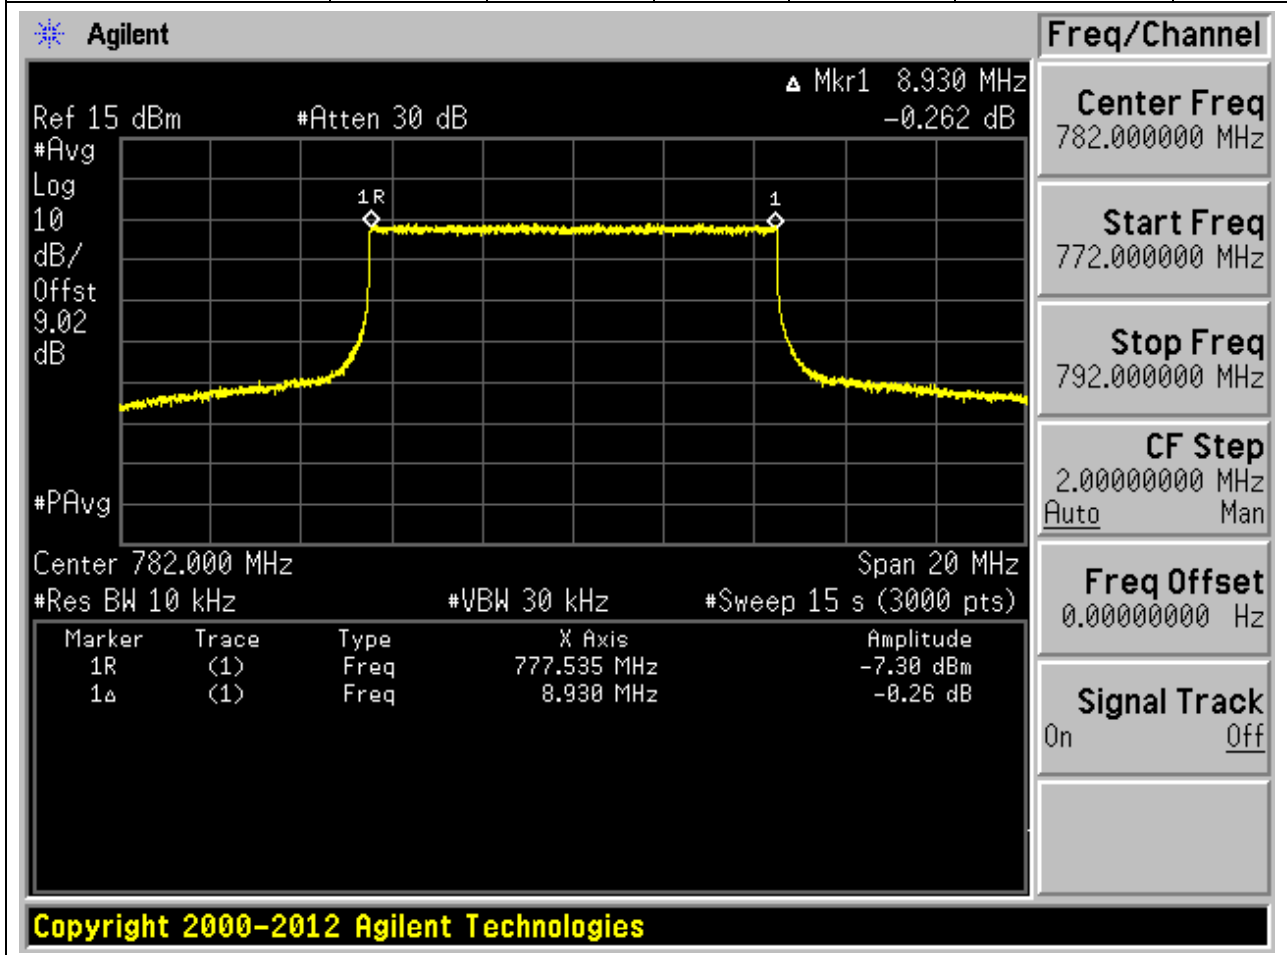 Agilent
Freq/Channel
Δ Mkr1 8.930 MHz
Ref 15 dBm #Atten 30 dB -0.262 dB
#Avg
Log
10
dB/
Offst
9.02
dB
1R
1
#PAvg
Center 782.000 MHz Span 20 MHz
#Res BW 10 kHz #VBW 30 kHz #Sweep 15 s (3000 pts)
Marker Trace Type X Axis Amplitude
1R (1) Freq 777.535 MHz -7.30 dBm
1Δ (1) Freq 8.930 MHz -0.26 dB
Center Freq
782.000000 MHz
Start Freq
772.000000 MHz
Stop Freq
792.000000 MHz
CF Step
2.00000000 MHz
Auto Man
Freq Offset
0.00000000 Hz
Signal Track
On Off
Copyright 2000-2012 Agilent Technologies